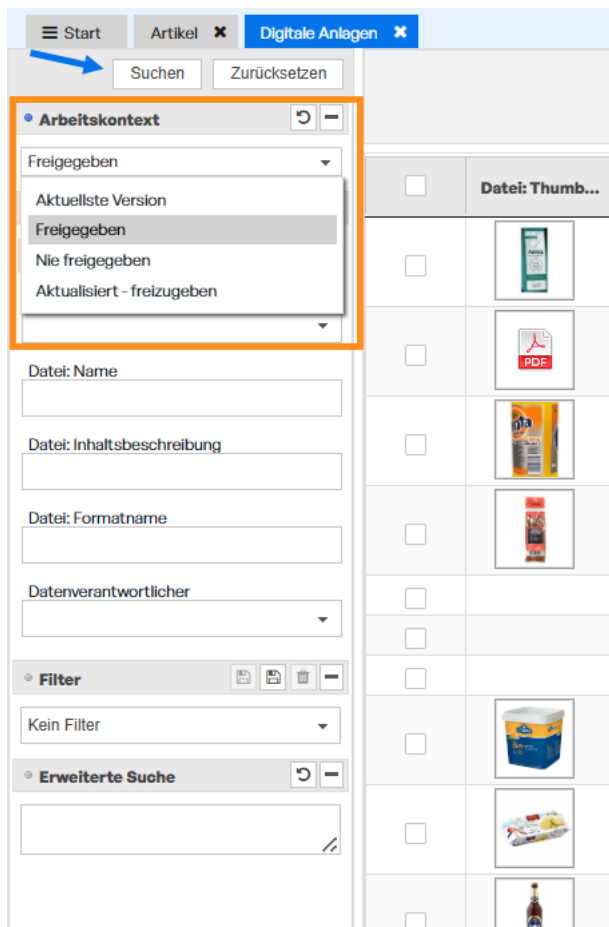 Start
Artikel
Digitale Anlagen
Suchen
Zurücksetzen
Arbeitskontext
Freigegeben
Aktuellste Version
Freigegeben
Nie freigegeben
Aktualisiert - freizugeben
Datei: Name
Datei: Inhaltsbeschreibung
Datei: Formatname
Datenverantwortlicher
Filter
Kein Filter
Erweiterte Suche
Datei: Thumb...
PDF